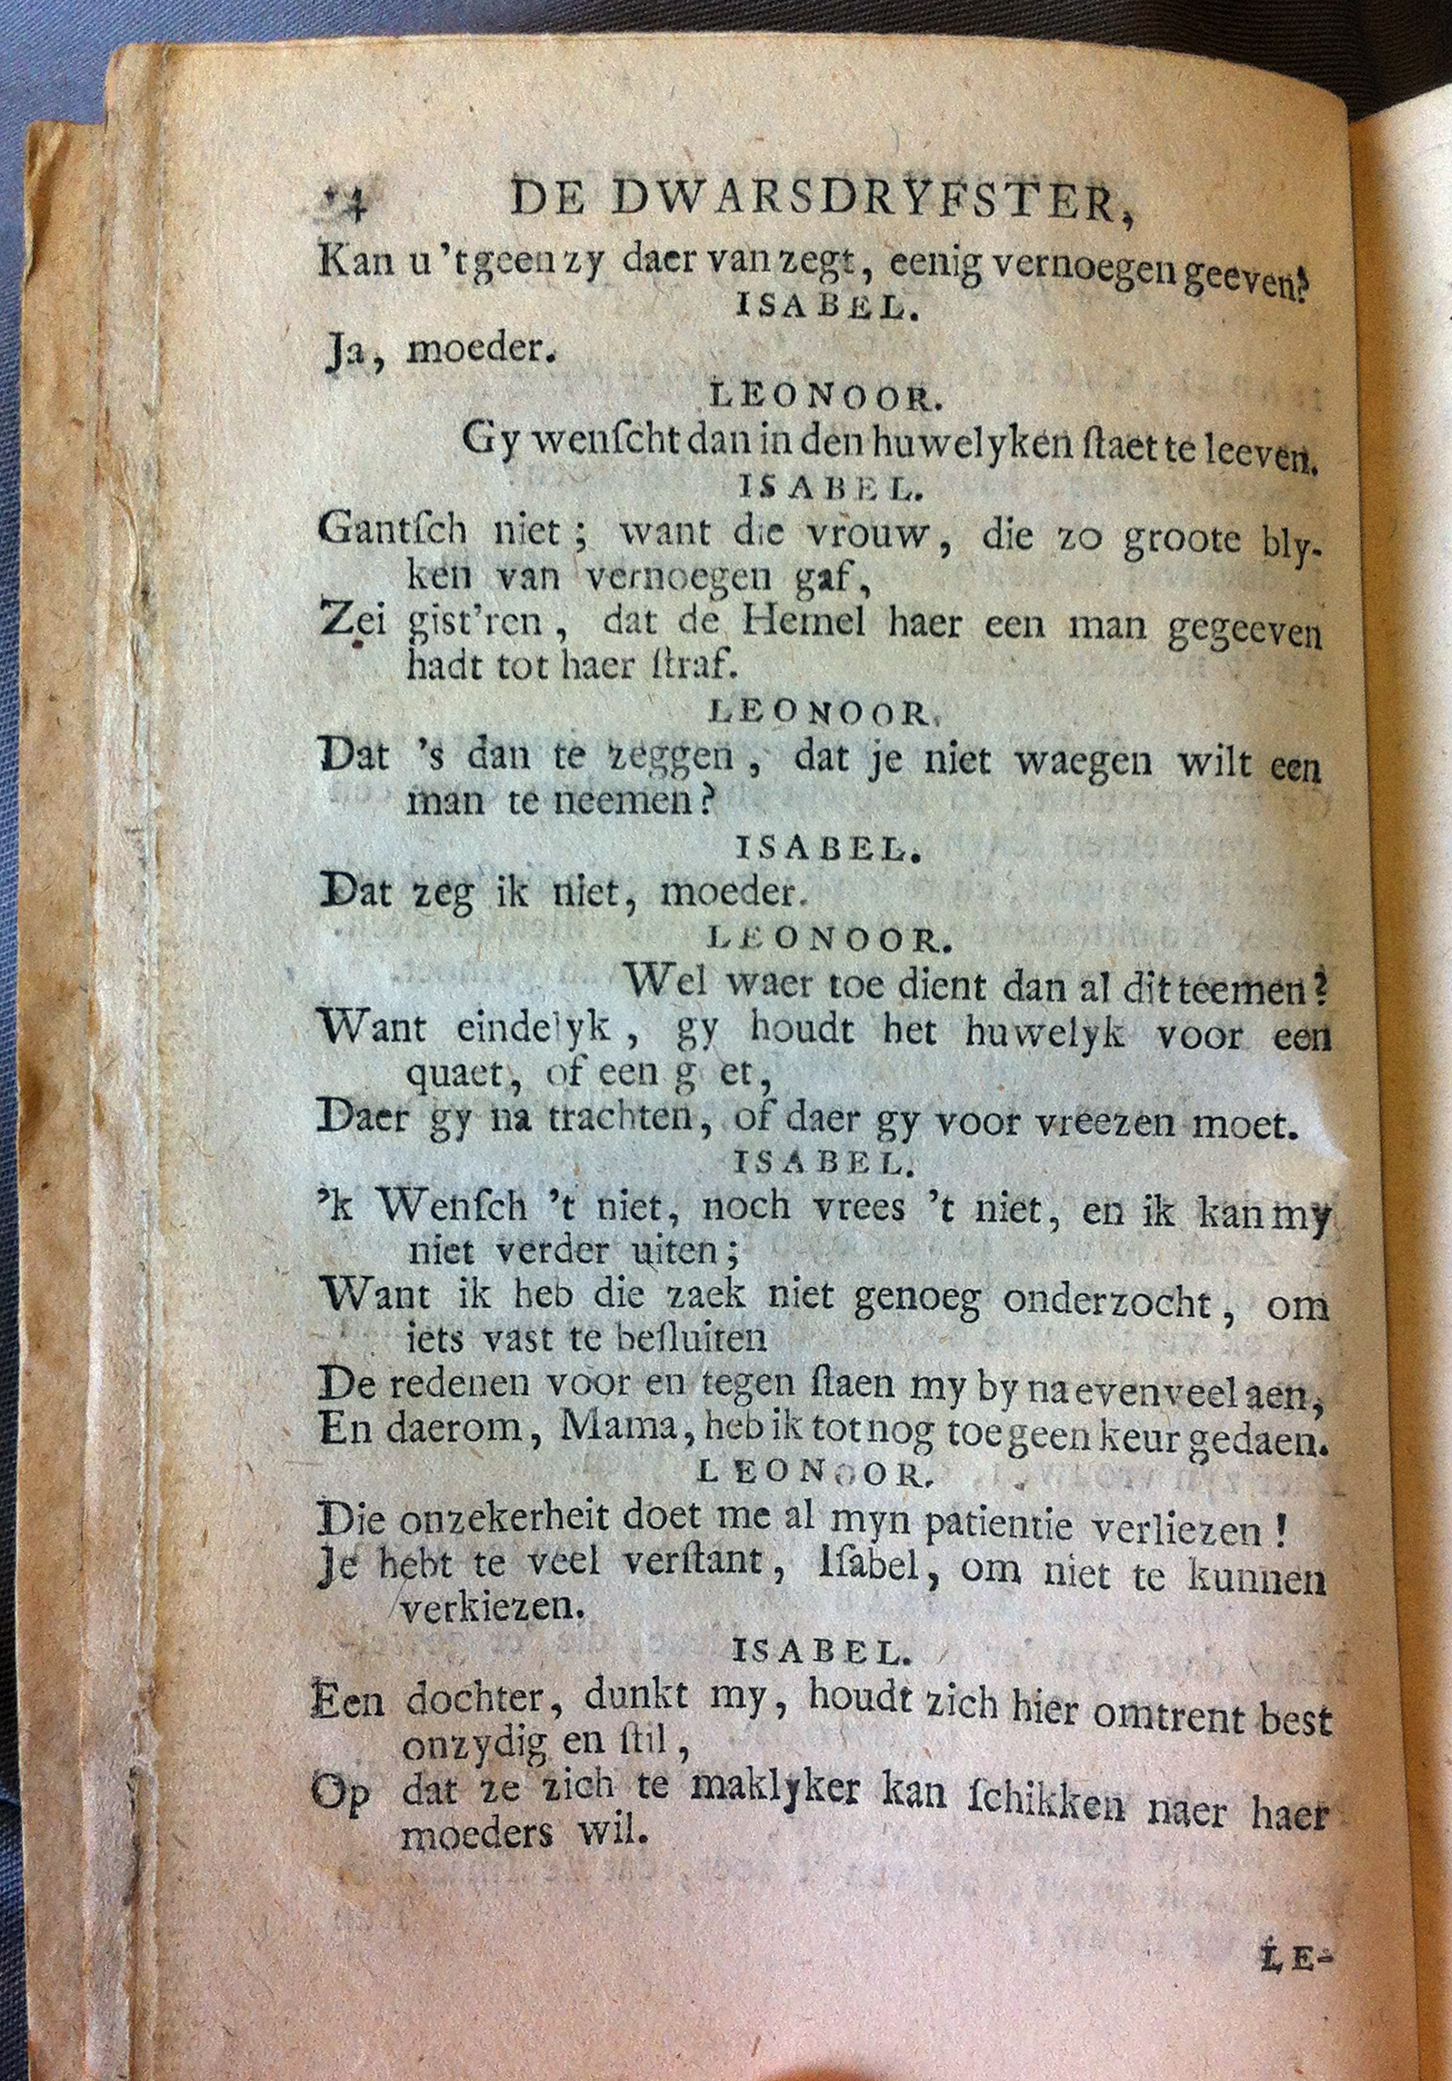 14 DE DWARSDRYFSTER,
Kan u 't geen zy daer van zegt, eenig vernoegen geeven?
ISABEL.
Ja, moeder.
LEONOOR.
Gy wenſcht dan in den huwelyken ſtaet te leeven.
ISABEL.
Gantſch niet; want die vrouw, die zo groote bly-
ken van vernoegen gaf,
Zei gist'ren, dat de Hemel haer een man gegeeven
hadt tot haer ſtraf.
LEONOOR.
Dat 's dan te zeggen, dat je niet waegen wilt een
man te neemen?
ISABEL.
Dat zeg ik niet, moeder.
LEONOOR.
Wel waer toe dient dan al dit teemen?
Want eindelyk, gy houdt het huwelyk voor een
quaet, of een g et,
Daer gy na trachten, of daer gy voor vreezen moet.
ISABEL.
'k Wenſch 't niet, noch vrees 't niet, en ik kan my
niet verder uiten;
Want ik heb die zaek niet genoeg onderzocht, om
iets vast te beſluiten
De redenen voor en tegen ſtaen my by na evenveel aen,
En daerom, Mama, heb ik tot nog toe geen keur gedaen.
LEONOOR.
Die onzekerheit doet me al myn patientie verliezen!
Je hebt te veel verſtant, Iſabel, om niet te kunnen
verkiezen.
ISABEL.
Een dochter, dunkt my, houdt zich hier omtrent best
onzydig en ſtil,
Op dat ze zich te maklyker kan ſchikken naer haer
moeders wil.
LE-